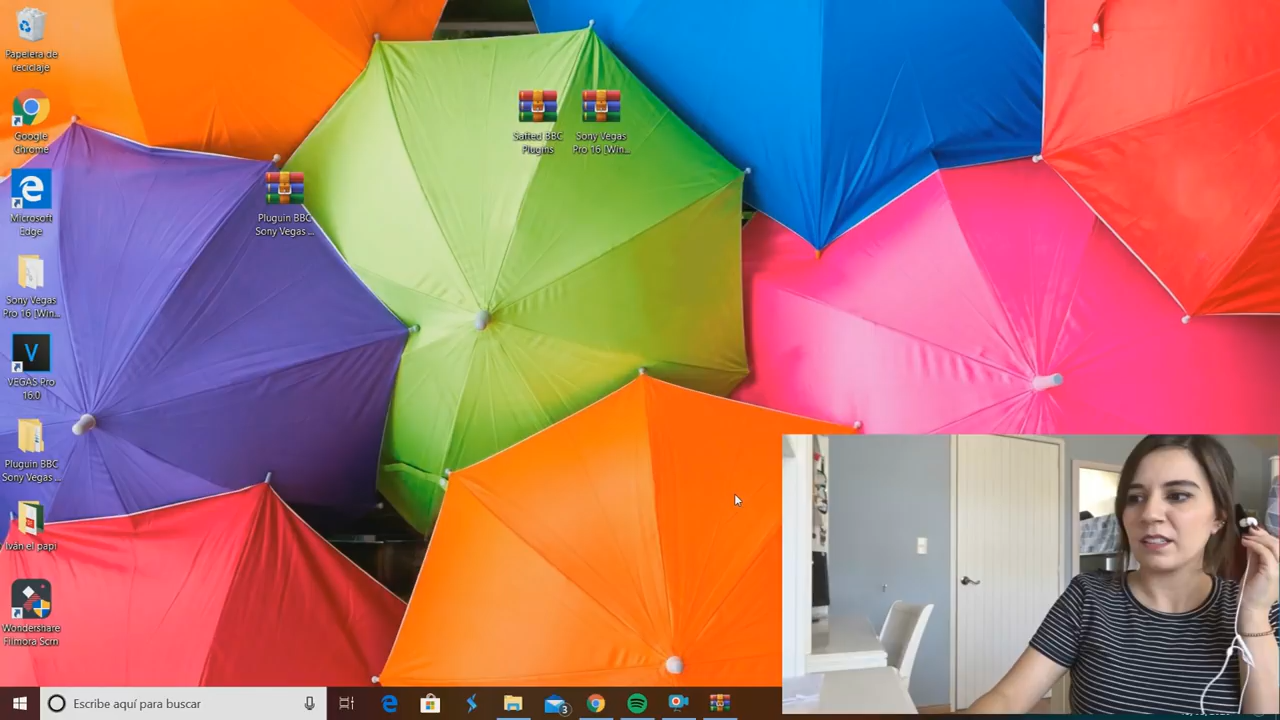 Papelera de
reciclaje
Google
Chrome
Microsoft
Edge
Sony Vegas
Pro 16 [Win...
VEGAS Pro
16.0
Pluguin BBC
Sony Vegas ...
Iván el papi
Wondershare
Filmora Scrn
Pluguin BBC
Sony Vegas ...
Safted BBC
Plugins
Sony Vegas
Pro 16 [Win...
Escribe aquí para buscar
3